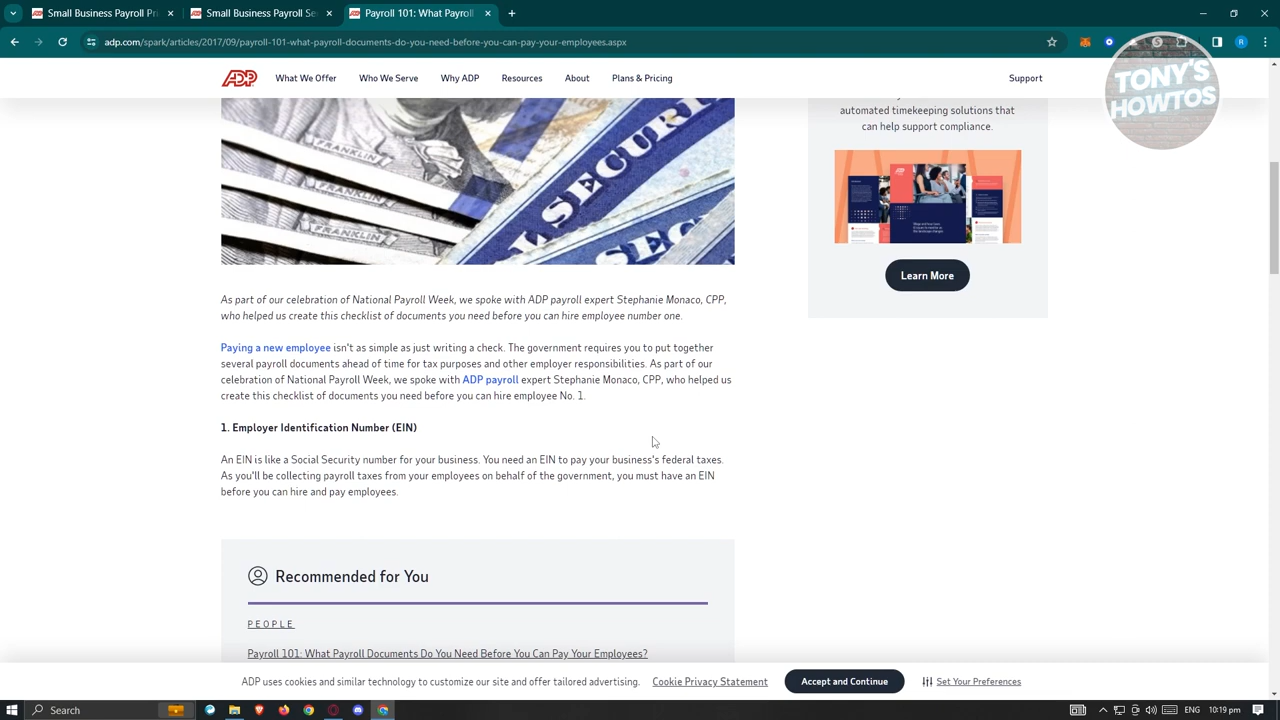 Small Business Payroll Pri
Small Business Payroll Se
Payroll 101: What Payroll
adp.com/spark/articles/2017/09/payroll-101-what-payroll-documents-do-you-need-before-you-can-pay-your-employees.aspx
ADP
What We Offer
Who We Serve
Why ADP
Resources
About
Plans & Pricing
Support
TONY'S
HOWTOS
automated timekeeping solutions that
can help support compliance.
FRANKLIN
FRANKLIN
FRANKLIN
SECURI
Learn More
As part of our celebration of National Payroll Week, we spoke with ADP payroll expert Stephanie Monaco, CPP,
who helped us create this checklist of documents you need before you can hire employee number one.
Paying a new employee isn't as simple as just writing a check. The government requires you to put together
several payroll documents ahead of time for tax purposes and other employer responsibilities. As part of our
celebration of National Payroll Week, we spoke with ADP payroll expert Stephanie Monaco, CPP, who helped us
create this checklist of documents you need before you can hire employee No. 1.
1. Employer Identification Number (EIN)
An EIN is like a Social Security number for your business. You need an EIN to pay your business's federal taxes.
As you'll be collecting payroll taxes from your employees on behalf of the government, you must have an EIN
before you can hire and pay employees.
Recommended for You
PEOPLE
Payroll 101: What Payroll Documents Do You Need Before You Can Pay Your Employees?
ADP uses cookies and similar technology to customize our site and offer tailored advertising.
Cookie Privacy Statement
Accept and Continue
Set Your Preferences
Search
ENG
10:19 pm